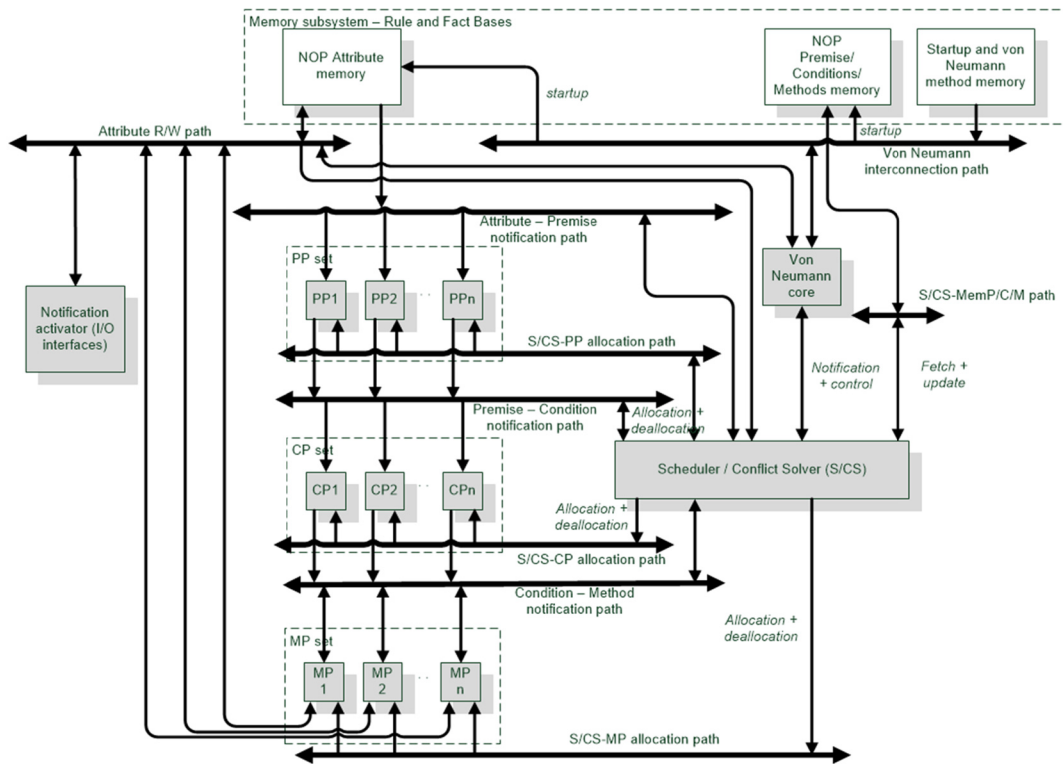 Memory subsystem – Rule and Fact Bases
NOP Attribute
memory
NOP
Premise/
Conditions/
Methods memory
Startup and von
Neumann
method memory
startup
startup
Attribute R/W path
Von Neumann
interconnection path
Attribute – Premise
notification path
PP set
PP1
PP2
. .
PPn
Von
Neumann
core
S/CS-MemP/C/M path
Notification
activator (I/O
interfaces)
S/CS-PP allocation path
Notification
+ control
Fetch +
update
Premise – Condition
notification path
Allocation +
deallocation
CP set
Scheduler / Conflict Solver (S/CS)
CP1
CP2
. .
CPn
Allocation +
deallocation
S/CS-CP allocation path
Condition – Method
notification path
Allocation +
deallocation
MP set
MP
1
MP
2
. .
MP
n
S/CS-MP allocation path